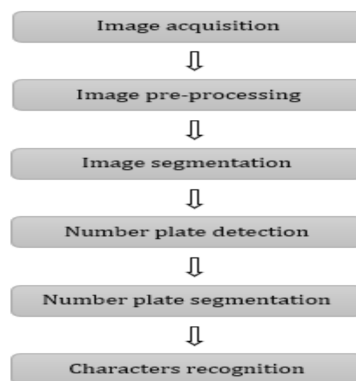 Image acquisition
Image pre-processing
Image segmentation
Number plate detection
Number plate segmentation
Characters recognition